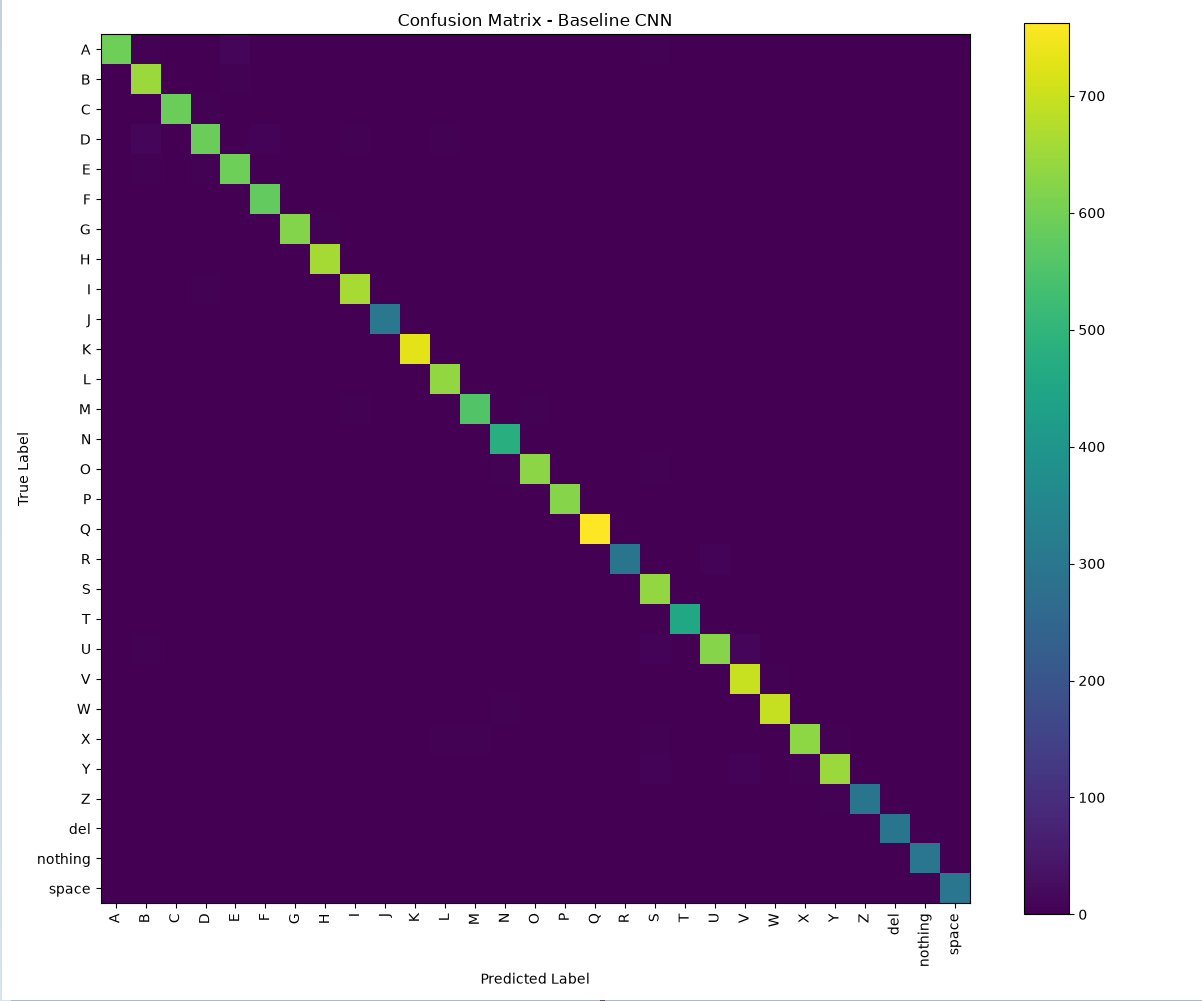 Confusion Matrix - Baseline CNN
True Label
A
B
C
D
E
F
G
H
I
J
K
L
M
N
O
P
Q
R
S
T
U
V
W
X
Y
Z
del
nothing
space
A B C D E F G H I J K L M N O P Q R S T U V W X Y Z del nothing space
Predicted Label
700
600
500
400
300
200
100
0